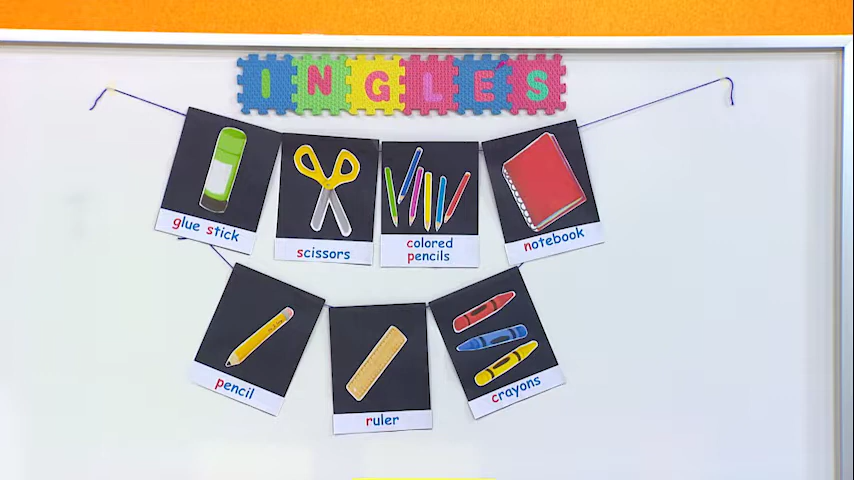 INGLES
glue stick
scissors
colored
pencils
notebook
pencil
ruler
crayons